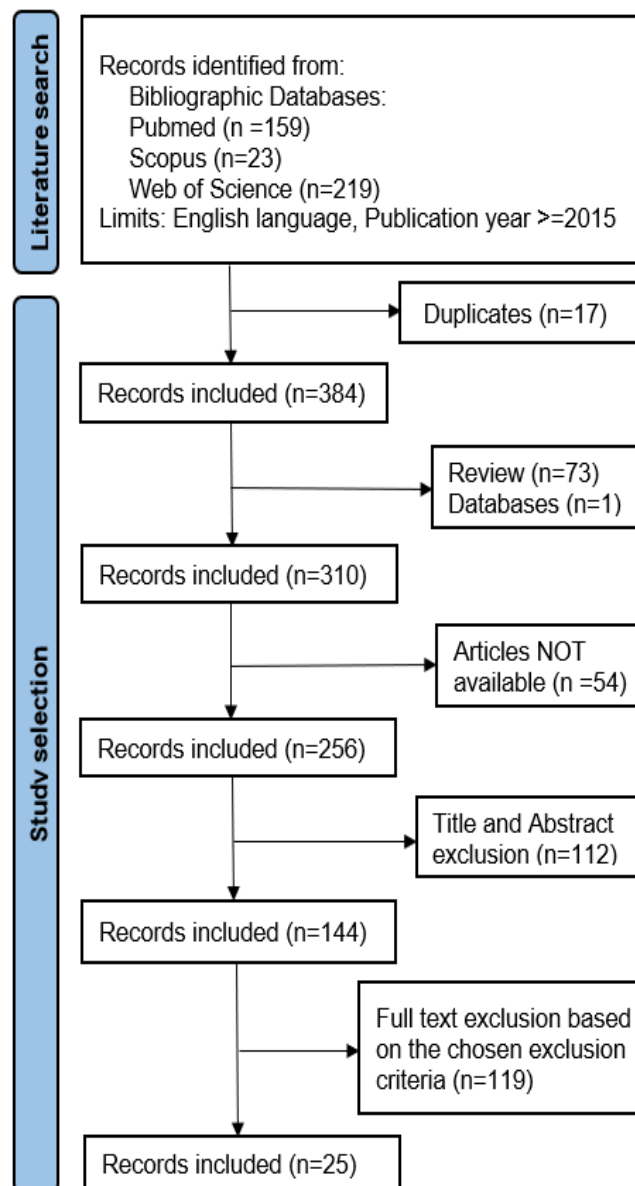 Literature search
Records identified from:
Bibliographic Databases:
Pubmed (n =159)
Scopus (n=23)
Web of Science (n=219)
Limits: English language, Publication year >=2015
Study selection
Duplicates (n=17)
Records included (n=384)
Review (n=73)
Databases (n=1)
Records included (n=310)
Articles NOT
available (n =54)
Records included (n=256)
Title and Abstract
exclusion (n=112)
Records included (n=144)
Full text exclusion based
on the chosen exclusion
criteria (n=119)
Records included (n=25)